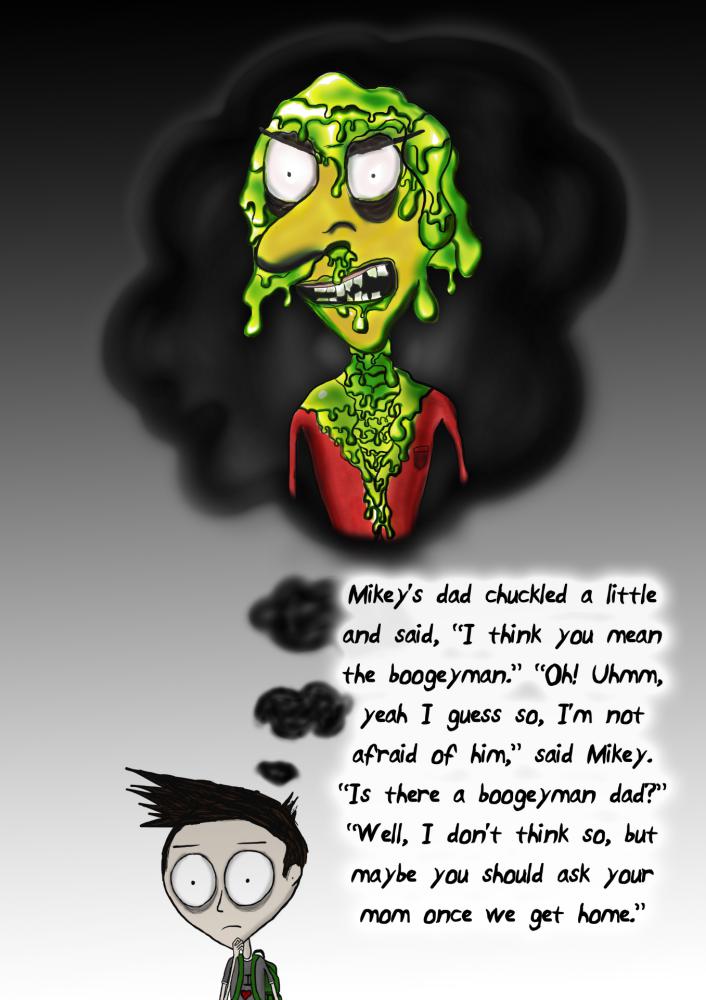 Mikey's dad chuckled a little
and said, “I think you mean
the boogeyman.” “Oh! Uhmm,
yeah I guess so, I'm not
afraid of him,” said Mikey.
“Is there a boogeyman dad?”
“Well, I don't think so, but
maybe you should ask your
mom once we get home.”